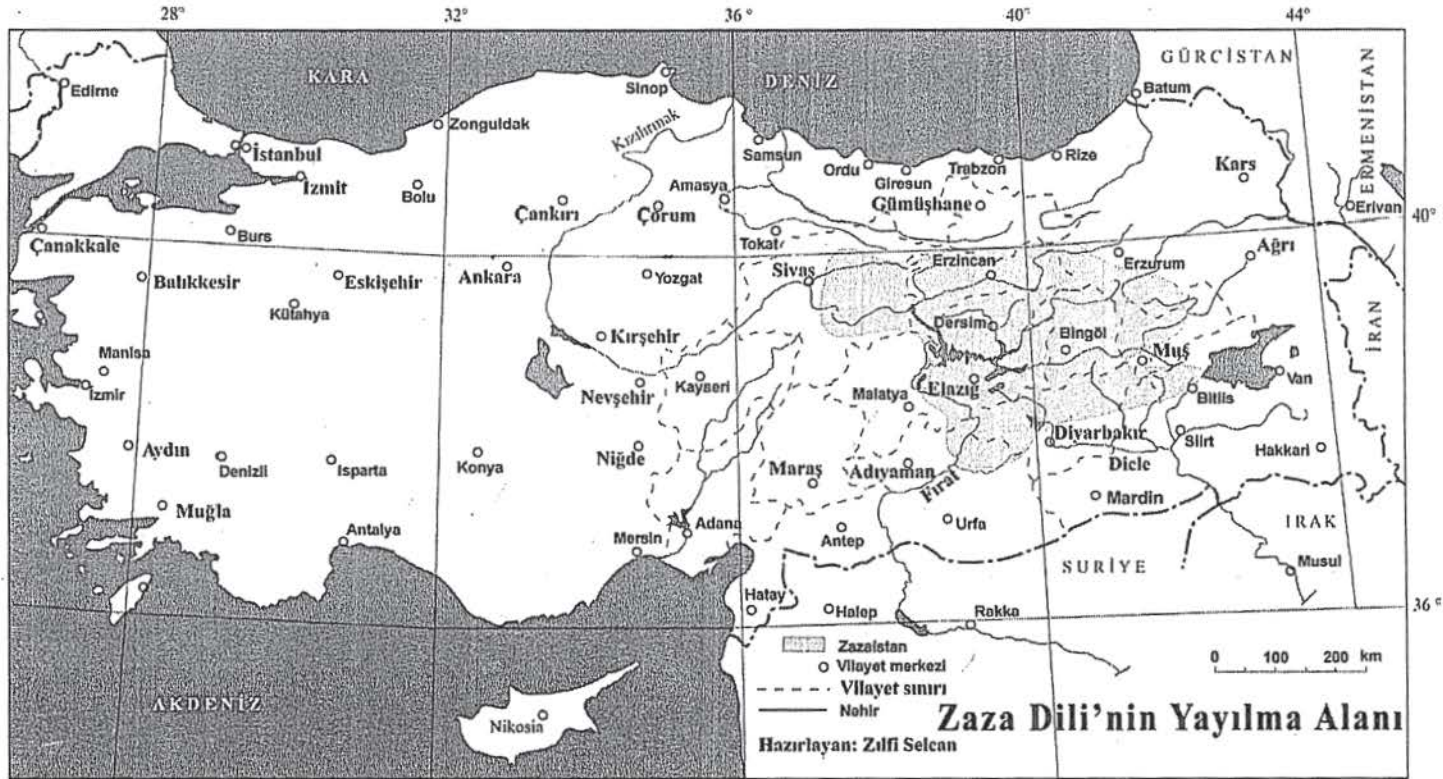 28° 32° 36° 40° 44°
KARA
DENİZ
GÜRCİSTAN
ERMENİSTAN
Edirne
Sinop
Batum
Zonguldak
Kızılırmak
İstanbul
Samsun
Ordu
Giresun
Trabzon
Rize
Kars
İzmit
Bolu
Çankırı
Çorum
Amasya
Gümüşhane
Erivan
40°
Çanakkale
Burs
Tokat
Balıkkesir
Eskişehir
Ankara
Yozgat
Sivas
Erzincan
Erzurum
Ağrı
Kütahya
İRAN
Kırşehir
Dersim
Bingöl
Muş
Manisa
İzmir
Nevşehir
Kayseri
Malatya
Elazığ
Bitlis
Van
Aydın
Denizli
Isparta
Konya
Niğde
Maraş
Adıyaman
Fırat
Diyarbakır
Dicle
Siirt
Hakkari
Muğla
Antalya
Mersin
Adana
Antep
Urfa
Mardin
IRAK
SURİYE
Musul
Hatay
Halep
Rakka
36°
Zazaistan
Vilayet merkezi
Vilayet sınırı
Nehir
0 100 200 km
AKDENİZ
Nikosia
Zaza Dili'nin Yayılma Alanı
Hazırlayan: Zılfi Selcan